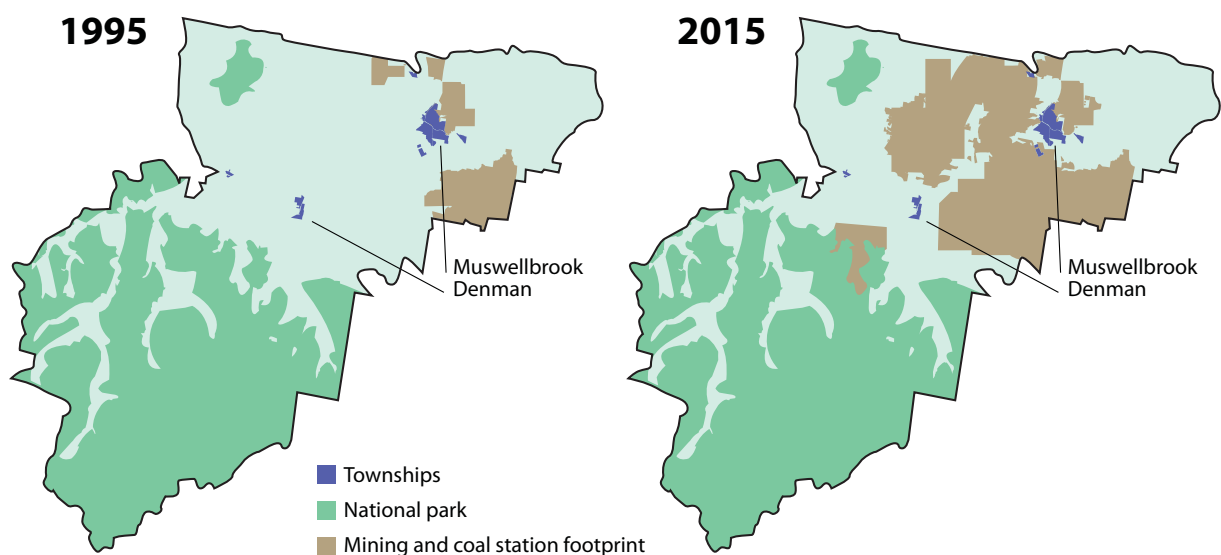 1995
2015
Muswellbrook
Denman
Muswellbrook
Denman
Townships
National park
Mining and coal station footprint